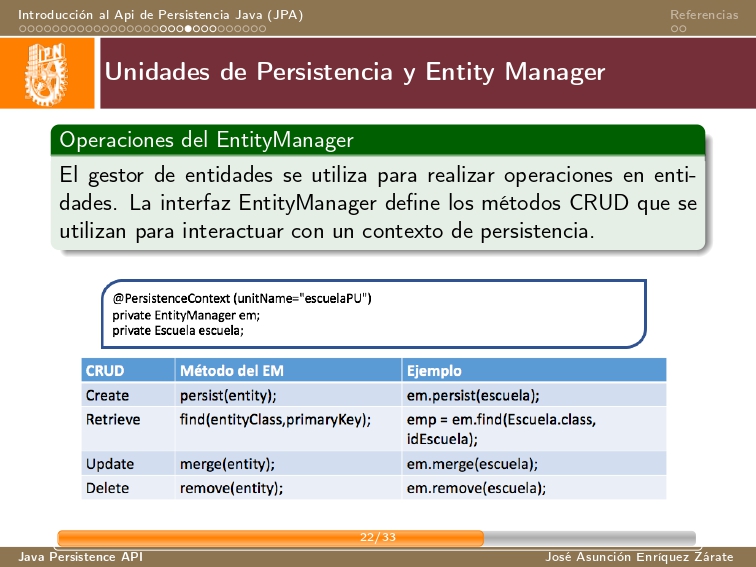 Introducción al Api de Persistencia Java (JPA)
Referencias
IPN
Unidades de Persistencia y Entity Manager
Operaciones del EntityManager
El gestor de entidades se utiliza para realizar operaciones en enti-
dades. La interfaz EntityManager define los métodos CRUD que se
utilizan para interactuar con un contexto de persistencia.
@PersistenceContext (unitName="escuelaPU")
private EntityManager em;
private Escuela escuela;
CRUD Método del EM Ejemplo
Create persist(entity); em.persist(escuela);
Retrieve find(entityClass,primaryKey); emp = em.find(Escuela.class,
idEscuela);
Update merge(entity); em.merge(escuela);
Delete remove(entity); em.remove(escuela);
22/33
Java Persistence API
José Asunción Enríquez Zárate